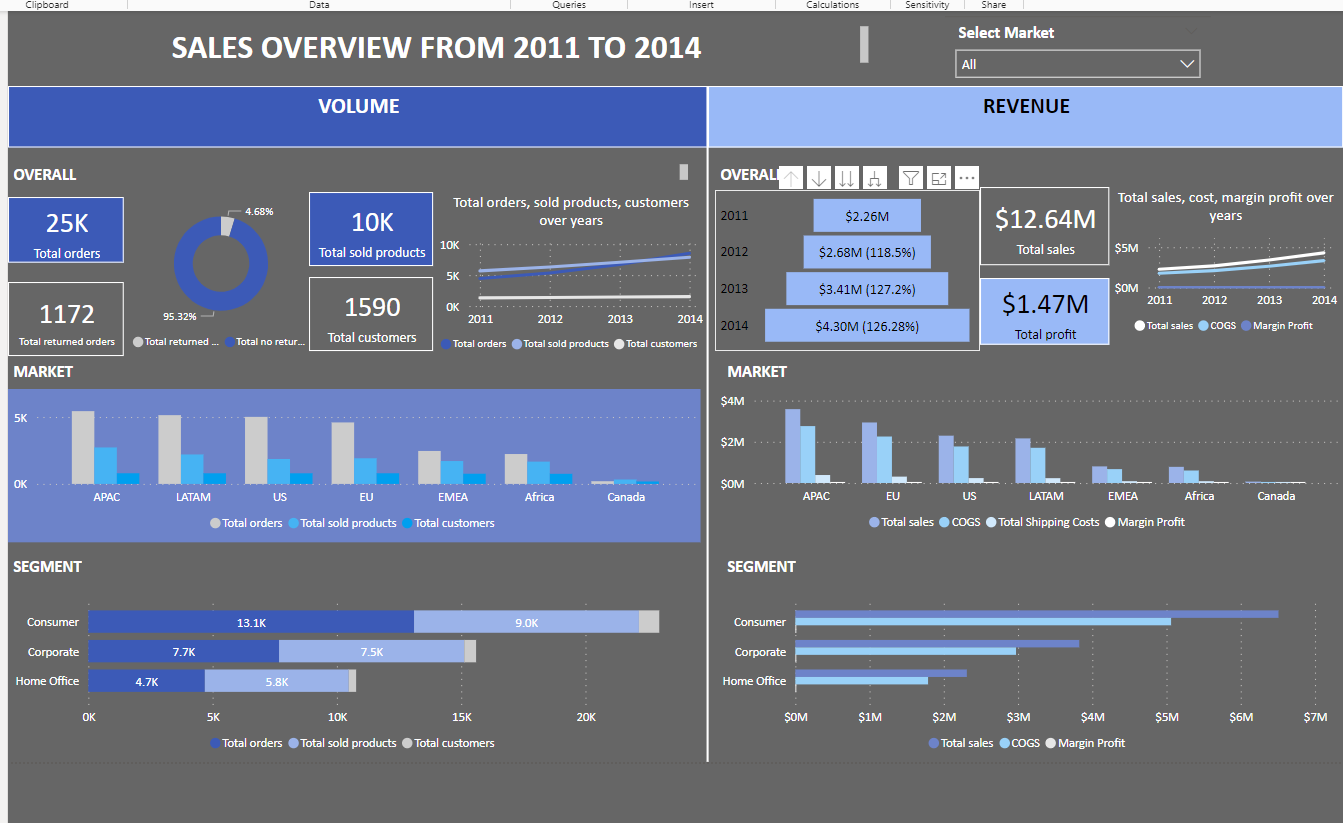 Clipboard
Data
Queries
Insert
Calculations
Sensitivity
Share
SALES OVERVIEW FROM 2011 TO 2014
Select Market
All
VOLUME
REVENUE
OVERALL
25K
Total orders
1172
Total returned orders
4.68%
95.32%
Total returned ...
Total no retur...
10K
Total sold products
1590
Total customers
Total orders, sold products, customers
over years
10K
5K
0K
2011
2012
2013
2014
Total orders
Total sold products
Total customers
MARKET
5K
0K
APAC
LATAM
US
EU
EMEA
Africa
Canada
Total orders
Total sold products
Total customers
SEGMENT
Consumer
13.1K
9.0K
Corporate
7.7K
7.5K
Home Office
4.7K
5.8K
0K
5K
10K
15K
20K
Total orders
Total sold products
Total customers
OVERALL
2011
$2.26M
2012
$2.68M (118.5%)
2013
$3.41M (127.2%)
2014
$4.30M (126.28%)
$12.64M
Total sales
$1.47M
Total profit
Total sales, cost, margin profit over
years
$5M
$0M
2011
2012
2013
2014
Total sales
COGS
Margin Profit
MARKET
$4M
$2M
$0M
APAC
EU
US
LATAM
EMEA
Africa
Canada
Total sales
COGS
Total Shipping Costs
Margin Profit
SEGMENT
Consumer
Corporate
Home Office
$0M
$1M
$2M
$3M
$4M
$5M
$6M
$7M
Total sales
COGS
Margin Profit